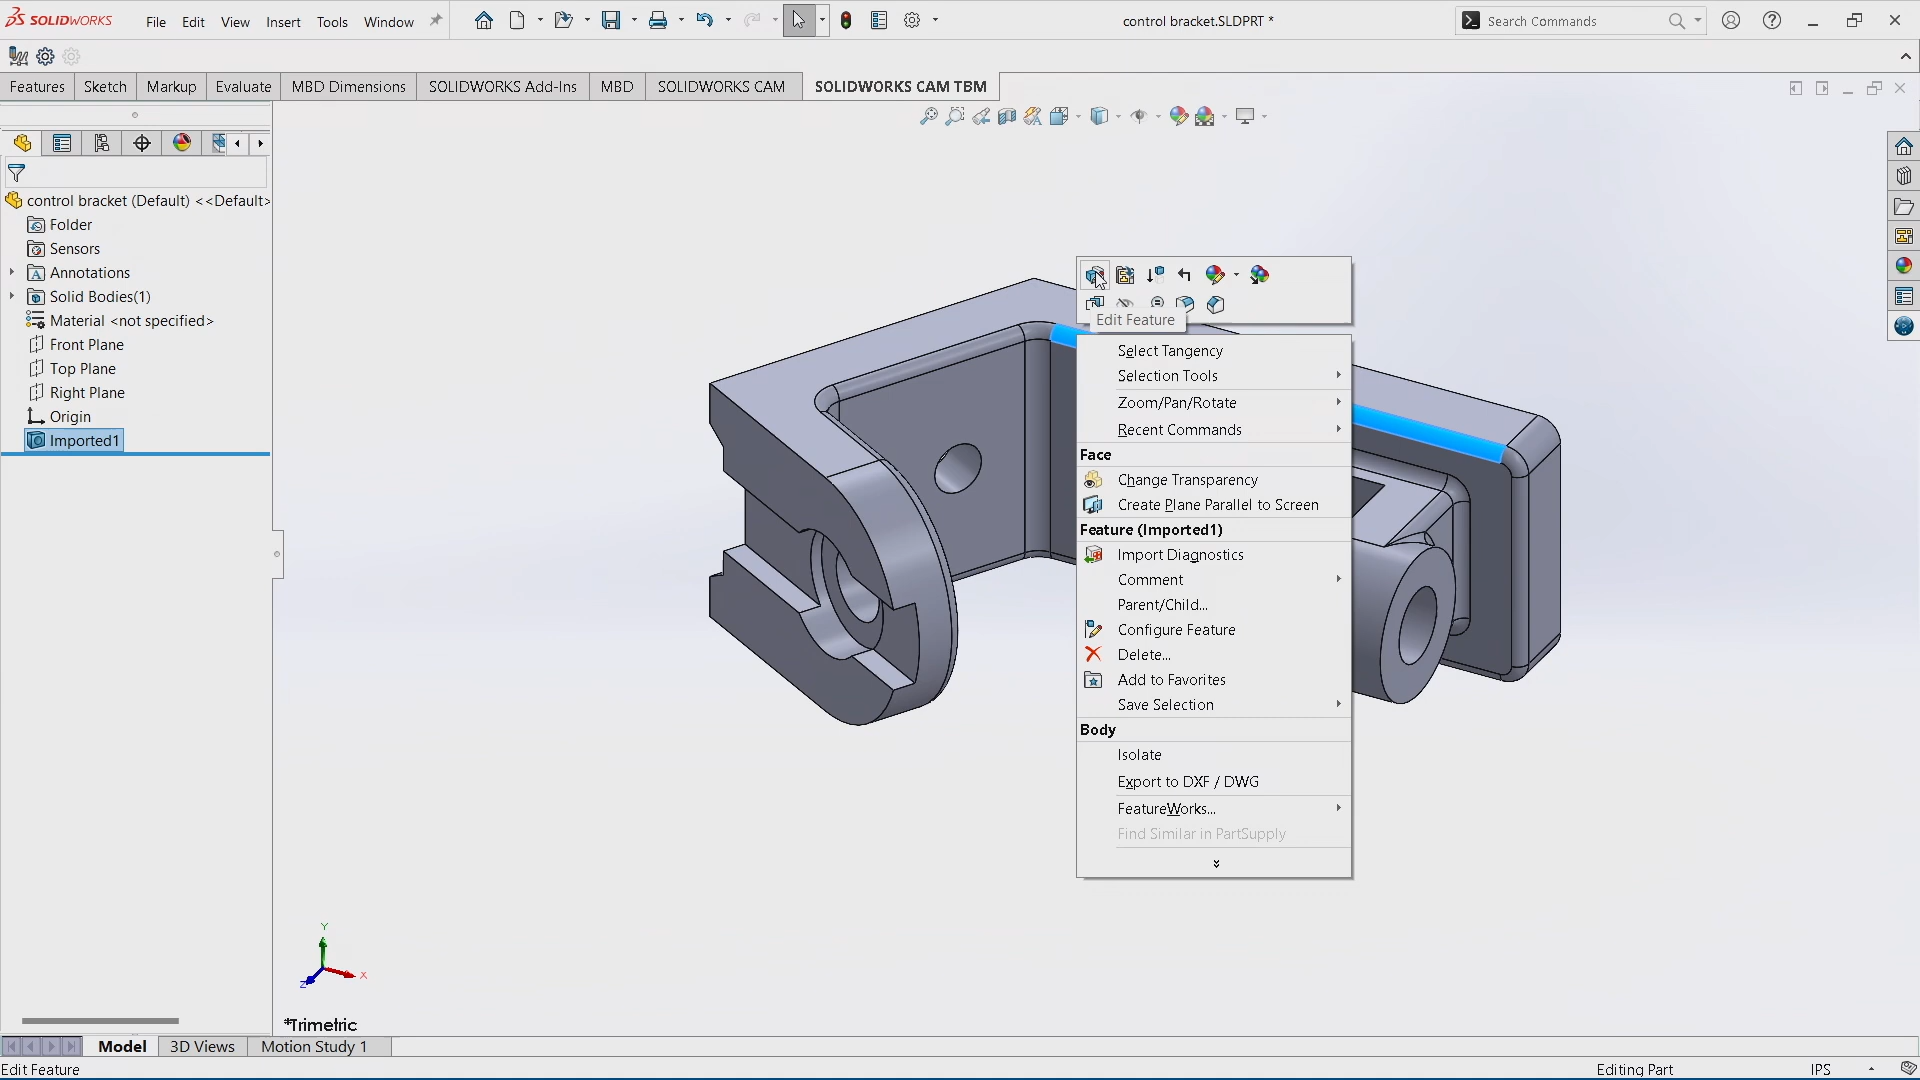 SOLIDWORKS File Edit View Insert Tools Window control bracket.SLDPRT * Search Commands
Features Sketch Markup Evaluate MBD Dimensions SOLIDWORKS Add-Ins MBD SOLIDWORKS CAM SOLIDWORKS CAM TBM
control bracket (Default) <<Default>
Folder
Sensors
Annotations
Solid Bodies(1)
Material <not specified>
Front Plane
Top Plane
Right Plane
Origin
Imported1
Edit Feature
Select Tangency
Selection Tools
Zoom/Pan/Rotate
Recent Commands
Face
Change Transparency
Create Plane Parallel to Screen
Feature (Imported1)
Import Diagnostics
Comment
Parent/Child...
Configure Feature
Delete...
Add to Favorites
Save Selection
Body
Isolate
Export to DXF / DWG
FeatureWorks...
Find Similar in PartSupply
Y
X
Z
*Trimetric
Model 3D Views Motion Study 1
Edit Feature Editing Part IPS